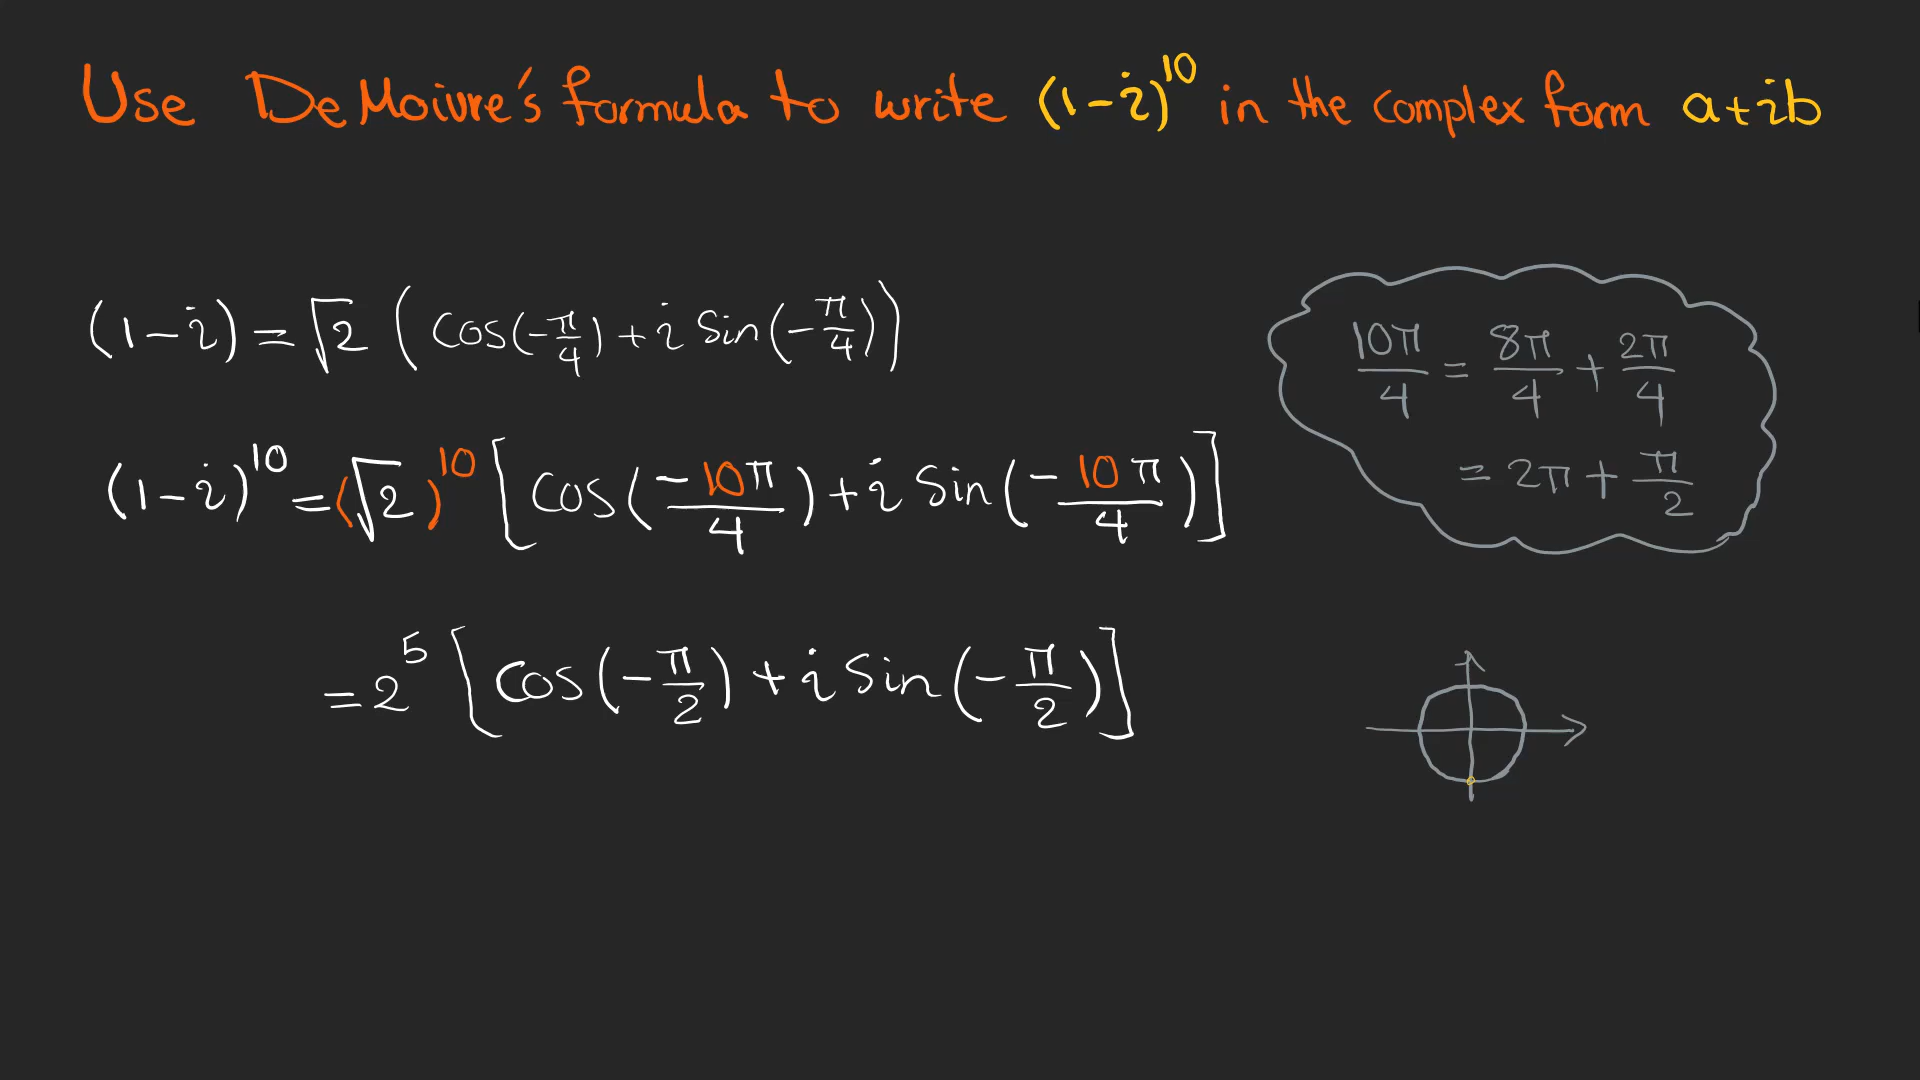 Use DeMoivre's formula to write (1-i)^10 in the complex form a+ib
(1-i) = √2 (cos(-π/4) + i sin(-π/4))
10π/4 = 8π/4 + 2π/4
= 2π + π/2
(1-i)^10 = (√2)^10 [cos(-10π/4) + i sin(-10π/4)]
= 2^5 [cos(-π/2) + i sin(-π/2)]